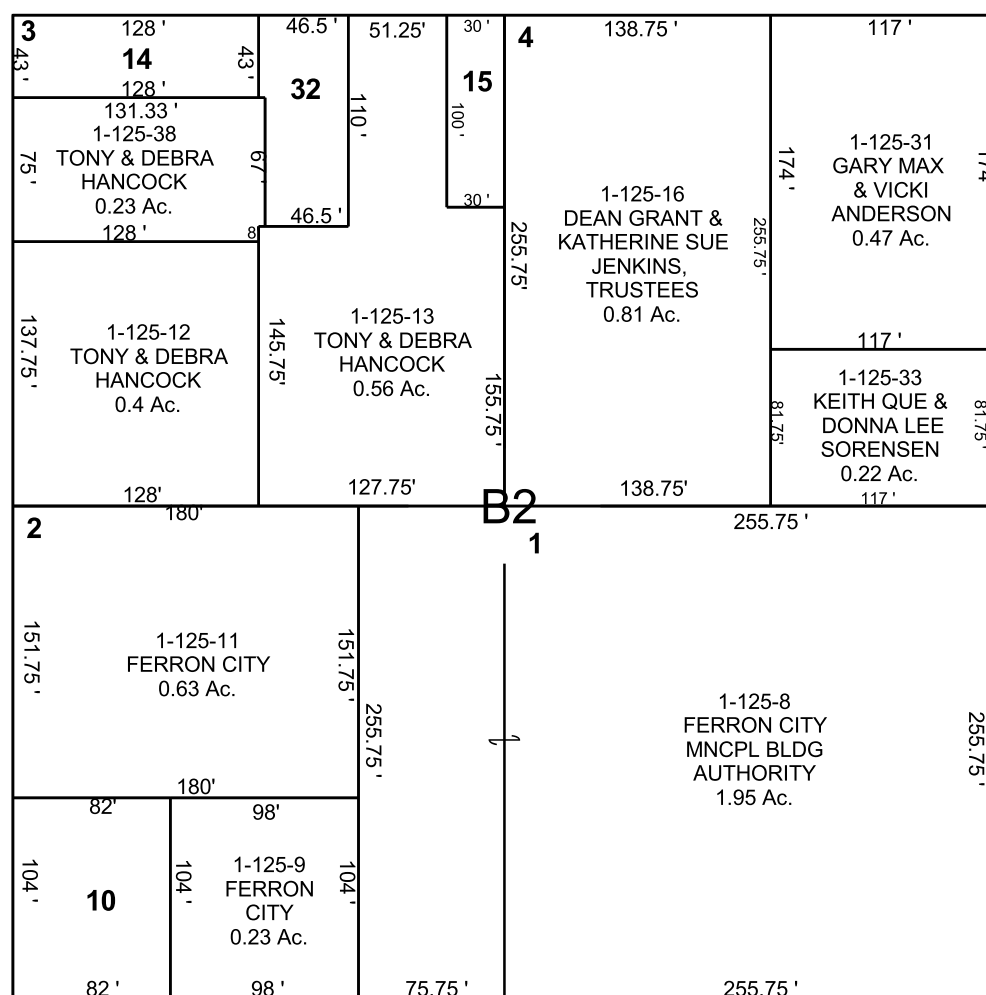 3
128'
43'
14
43'
128'
46.5'
32
110'
46.5'
51.25'
30'
15
100'
30'
131.33'
1-125-38
TONY & DEBRA
HANCOCK
0.23 Ac.
75'
67'
128'
8'
137.75'
1-125-12
TONY & DEBRA
HANCOCK
0.4 Ac.
128'
145.75'
1-125-13
TONY & DEBRA
HANCOCK
0.56 Ac.
155.75'
127.75'
4
138.75'
255.75'
1-125-16
DEAN GRANT &
KATHERINE SUE
JENKINS,
TRUSTEES
0.81 Ac.
255.75'
138.75'
117'
174'
1-125-31
GARY MAX
& VICKI
ANDERSON
0.47 Ac.
174
117'
81.75'
1-125-33
KEITH QUE &
DONNA LEE
SORENSEN
0.22 Ac.
81.75'
117'
B2
2
180'
151.75'
1-125-11
FERRON CITY
0.63 Ac.
151.75'
180'
255.75'
82'
104'
10
82'
98'
104'
1-125-9
FERRON
CITY
0.23 Ac.
104'
98'
75.75'
1
255.75'
1-125-8
FERRON CITY
MNCPL BLDG
AUTHORITY
1.95 Ac.
255.75'
255.75'